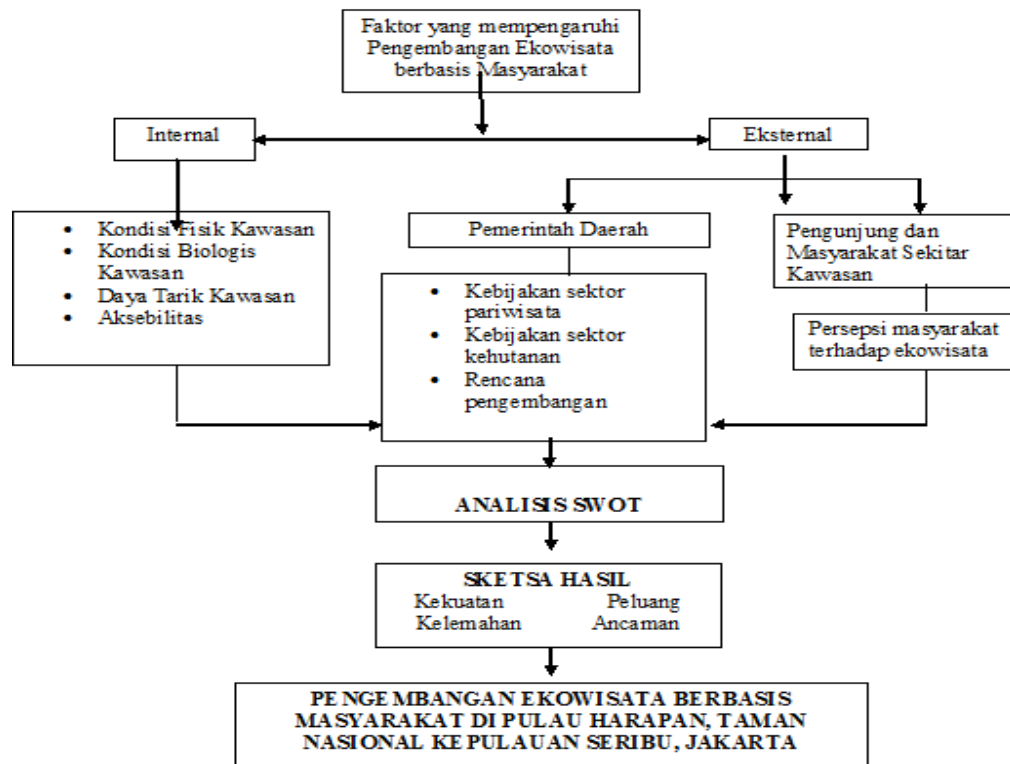 Faktor yang mempengaruhi
Pengembangan Ekowisata
berbasis Masyarakat
Internal
Eksternal
• Kondisi Fisik Kawasan
• Kondisi Biologis
Kawasan
• Daya Tarik Kawasan
• Aksebilitas
Pemerintah Daerah
• Kebijakan sektor
pariwisata
• Kebijakan sektor
kehutanan
• Rencana
pengembangan
Pengunjung dan
Masyarakat Sekitar
Kawasan
Persepsi masyarakat
terhadap ekowisata
ANALISIS SWOT
SKETSA HASIL
Kekuatan Peluang
Kelemahan Ancaman
PENGEMBANGAN EKOWISATA BERBASIS
MASYARAKAT DI PULAU HARAPAN, TAMAN
NASIONAL KEPULAUAN SERIBU, JAKARTA